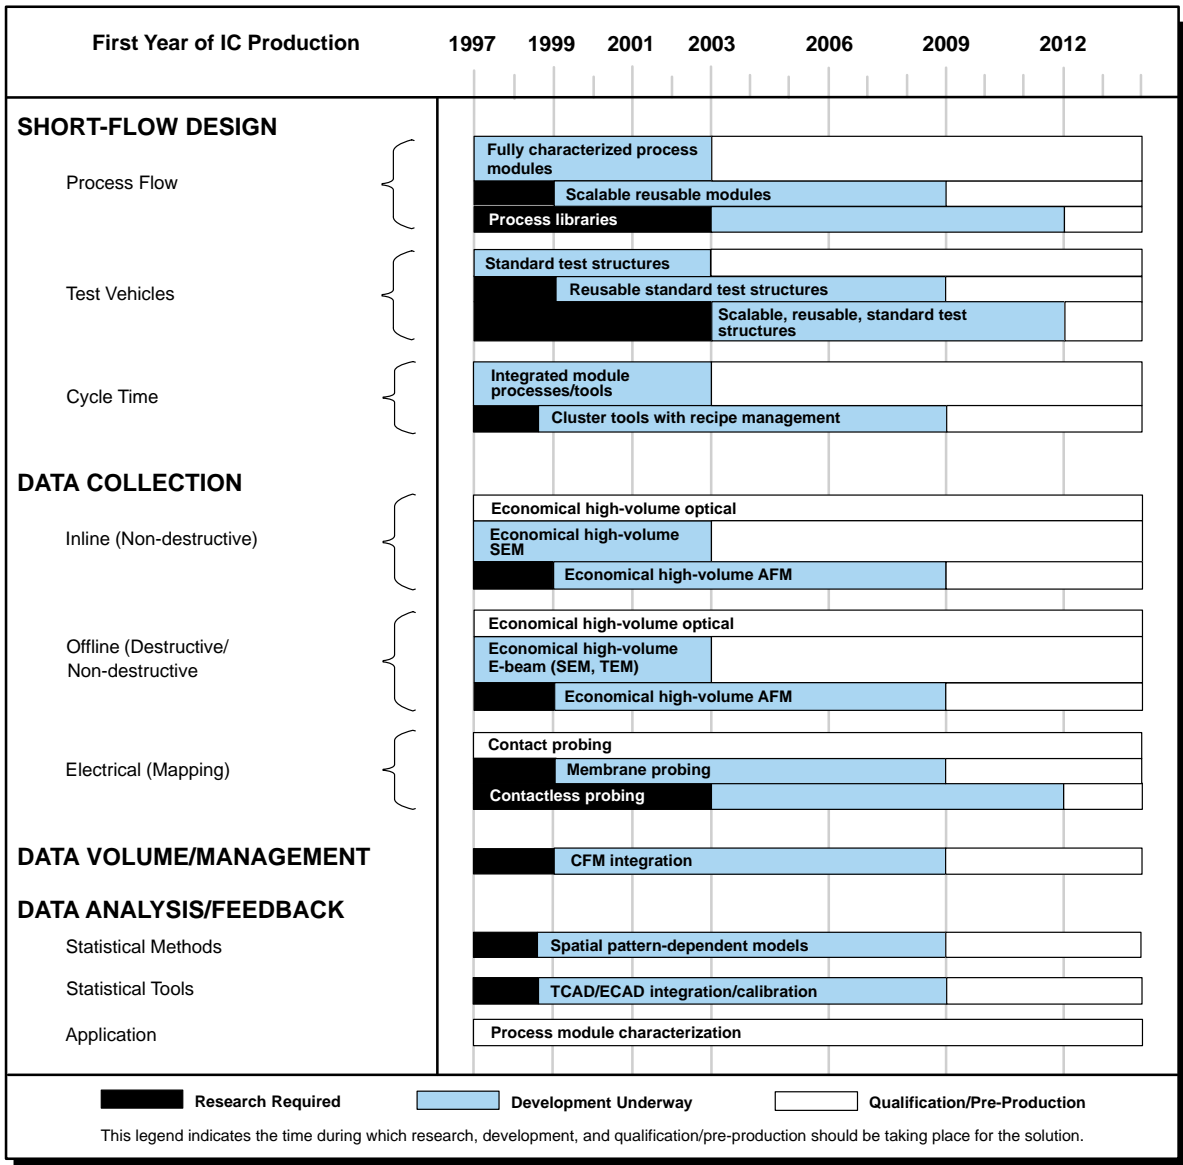 First Year of IC Production 1997 1999 2001 2003 2006 2009 2012
SHORT-FLOW DESIGN
Process Flow
Fully characterized process
modules
Scalable reusable modules
Process libraries
Test Vehicles
Standard test structures
Reusable standard test structures
Scalable, reusable, standard test
structures
Cycle Time
Integrated module
processes/tools
Cluster tools with recipe management
DATA COLLECTION
Inline (Non-destructive)
Economical high-volume optical
Economical high-volume
SEM
Economical high-volume AFM
Offline (Destructive/
Non-destructive
Economical high-volume optical
Economical high-volume
E-beam (SEM, TEM)
Economical high-volume AFM
Electrical (Mapping)
Contact probing
Membrane probing
Contactless probing
DATA VOLUME/MANAGEMENT
CFM integration
DATA ANALYSIS/FEEDBACK
Statistical Methods
Spatial pattern-dependent models
Statistical Tools
TCAD/ECAD integration/calibration
Application
Process module characterization
Research Required Development Underway Qualification/Pre-Production
This legend indicates the time during which research, development, and qualification/pre-production should be taking place for the solution.